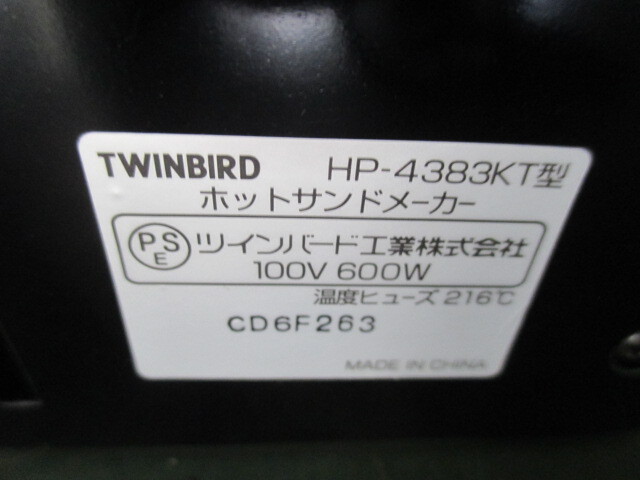 TWINBIRD HP-4383KT型
ホットサンドメーカー
PSE ツインバード工業株式会社
100V 600W
温度ヒューズ 216℃
CD6F263
MADE IN CHINA